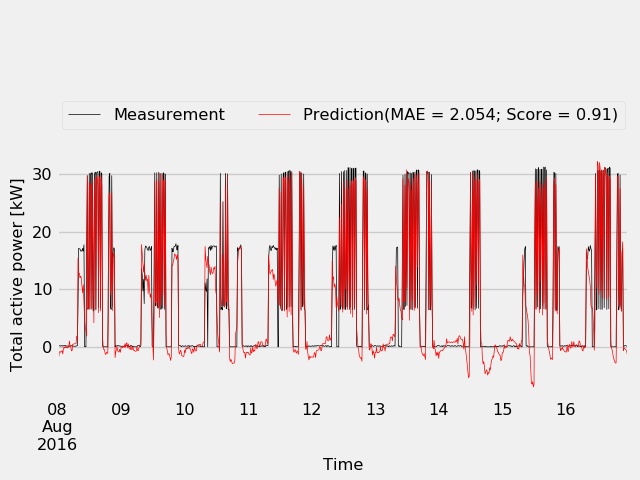 Measurement
Prediction(MAE = 2.054; Score = 0.91)
Total active power [kW]
30
20
10
0
08 09 10 11 12 13 14 15 16
Aug
2016
Time